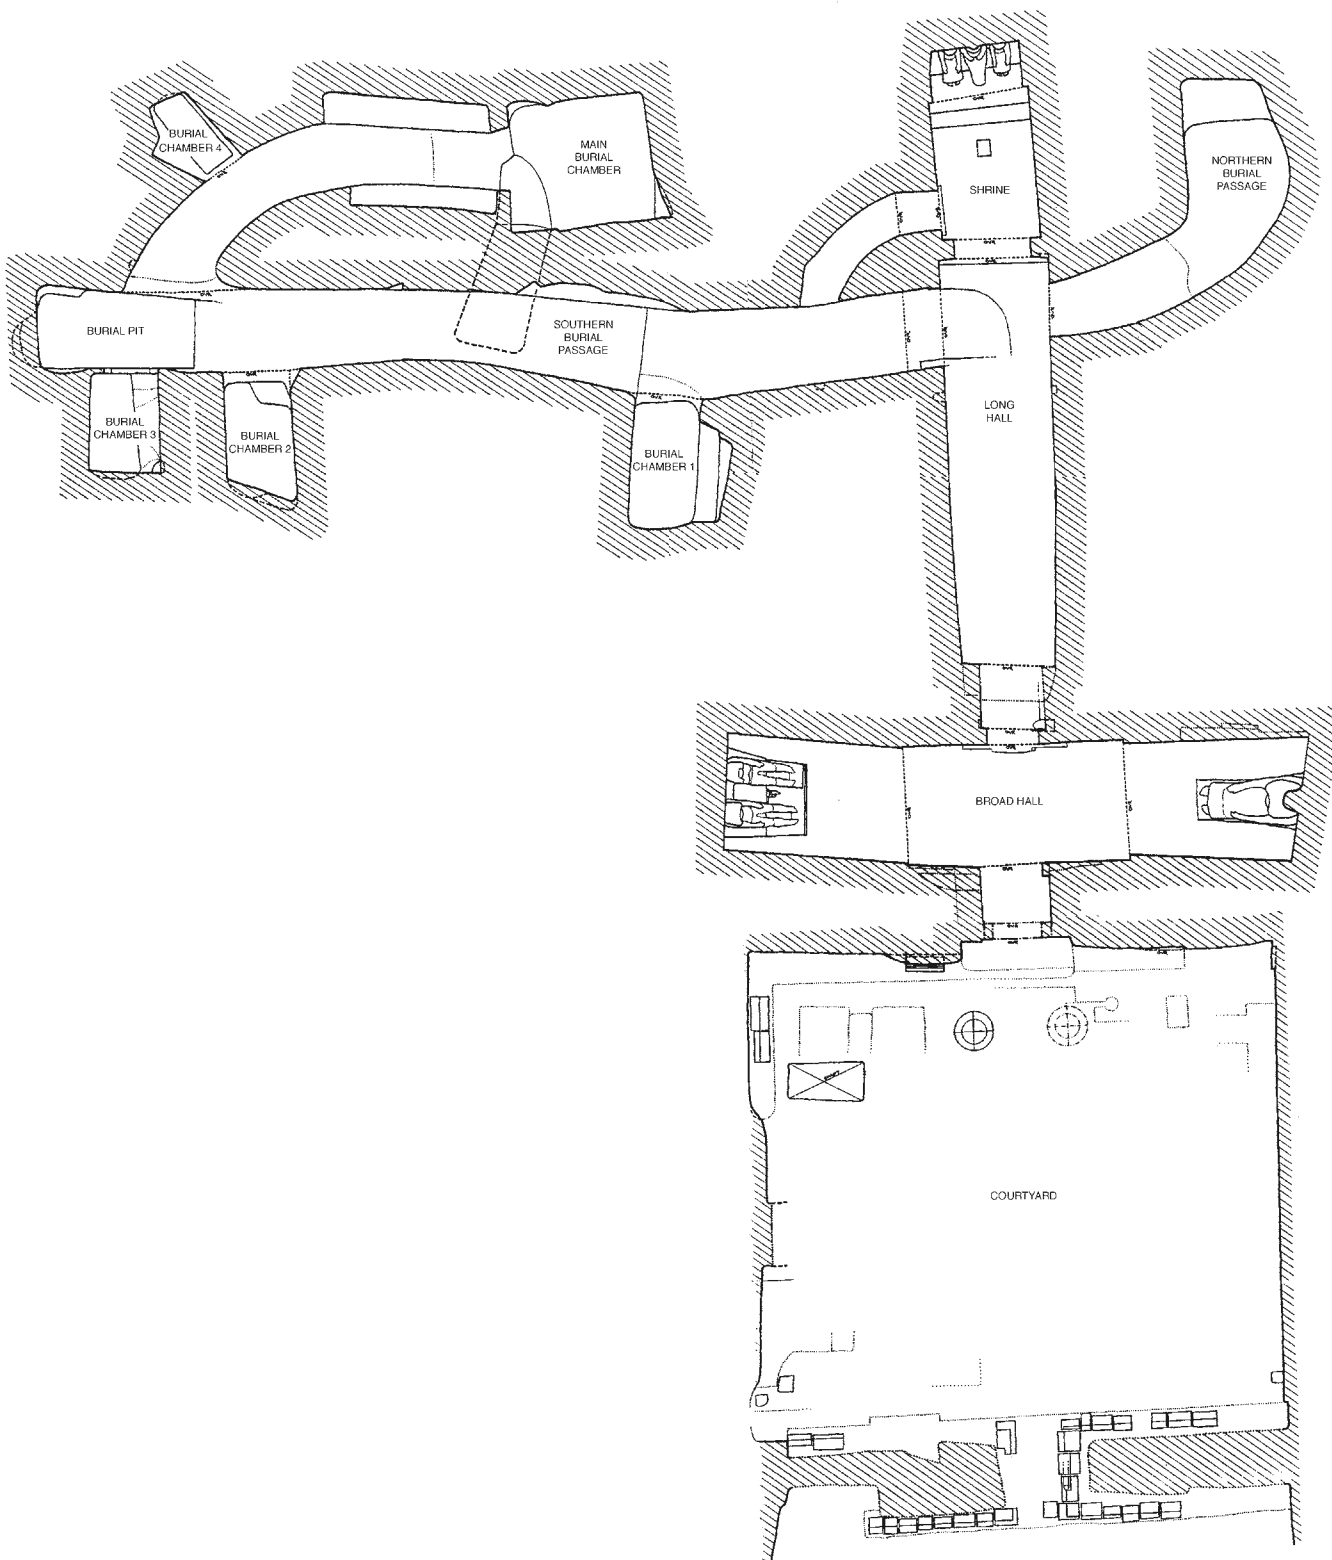 BURIAL
CHAMBER 4
MAIN
BURIAL
CHAMBER
NORTHERN
BURIAL
PASSAGE
SHRINE
BURIAL PIT
SOUTHERN
BURIAL
PASSAGE
LONG
HALL
BURIAL
CHAMBER 3
BURIAL
CHAMBER 2
BURIAL
CHAMBER 1
BROAD HALL
COURTYARD